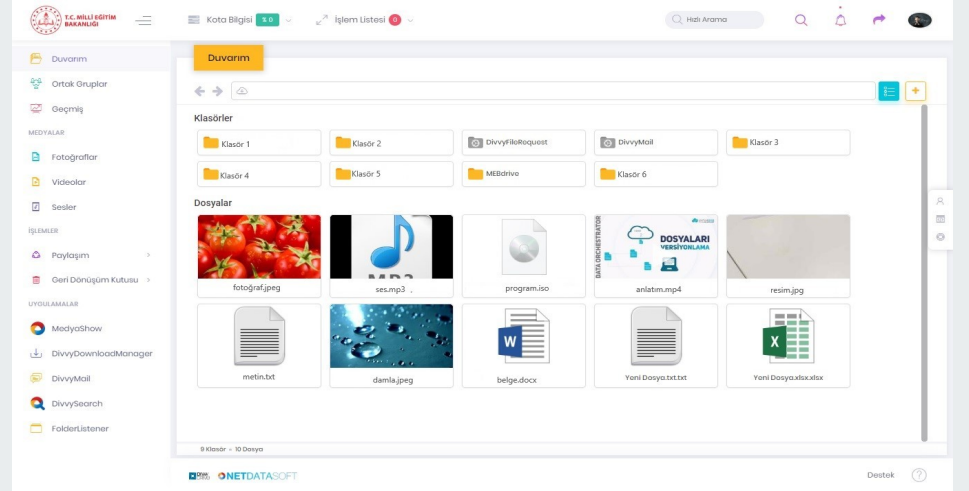 T.C. MİLLİ EĞİTİM
BAKANLIĞI
Kota Bilgisi % 0
İşlem Listesi 0
Hızlı Arama
Duvarım
Ortak Gruplar
Geçmiş
MEDYALAR
Fotoğraflar
Videolar
Sesler
İŞLEMLER
Paylaşım
Geri Dönüşüm Kutusu
UYGULAMALAR
MedyaShow
DivvyDownloadManager
DivvyMail
DivvySearch
FolderListener
Duvarım
Klasörler
Klasör 1
Klasör 2
DivvyFileRequest
DivvyMail
Klasör 3
Klasör 4
Klasör 5
MEBdrive
Klasör 6
Dosyalar
MP3
DATA ORCHESTRATOR
DOSYALARI
VERSİYONLAMA
fotoğraf.jpeg
ses.mp3
program.iso
anlatım.mp4
resim.jpg
W
X
metin.txt
damla.jpeg
belge.docx
Yeni Dosya.txt.txt
Yeni Dosya.xlsx.xlsx
9 Klasör - 10 Dosya
NETDATASOFT
Destek
?